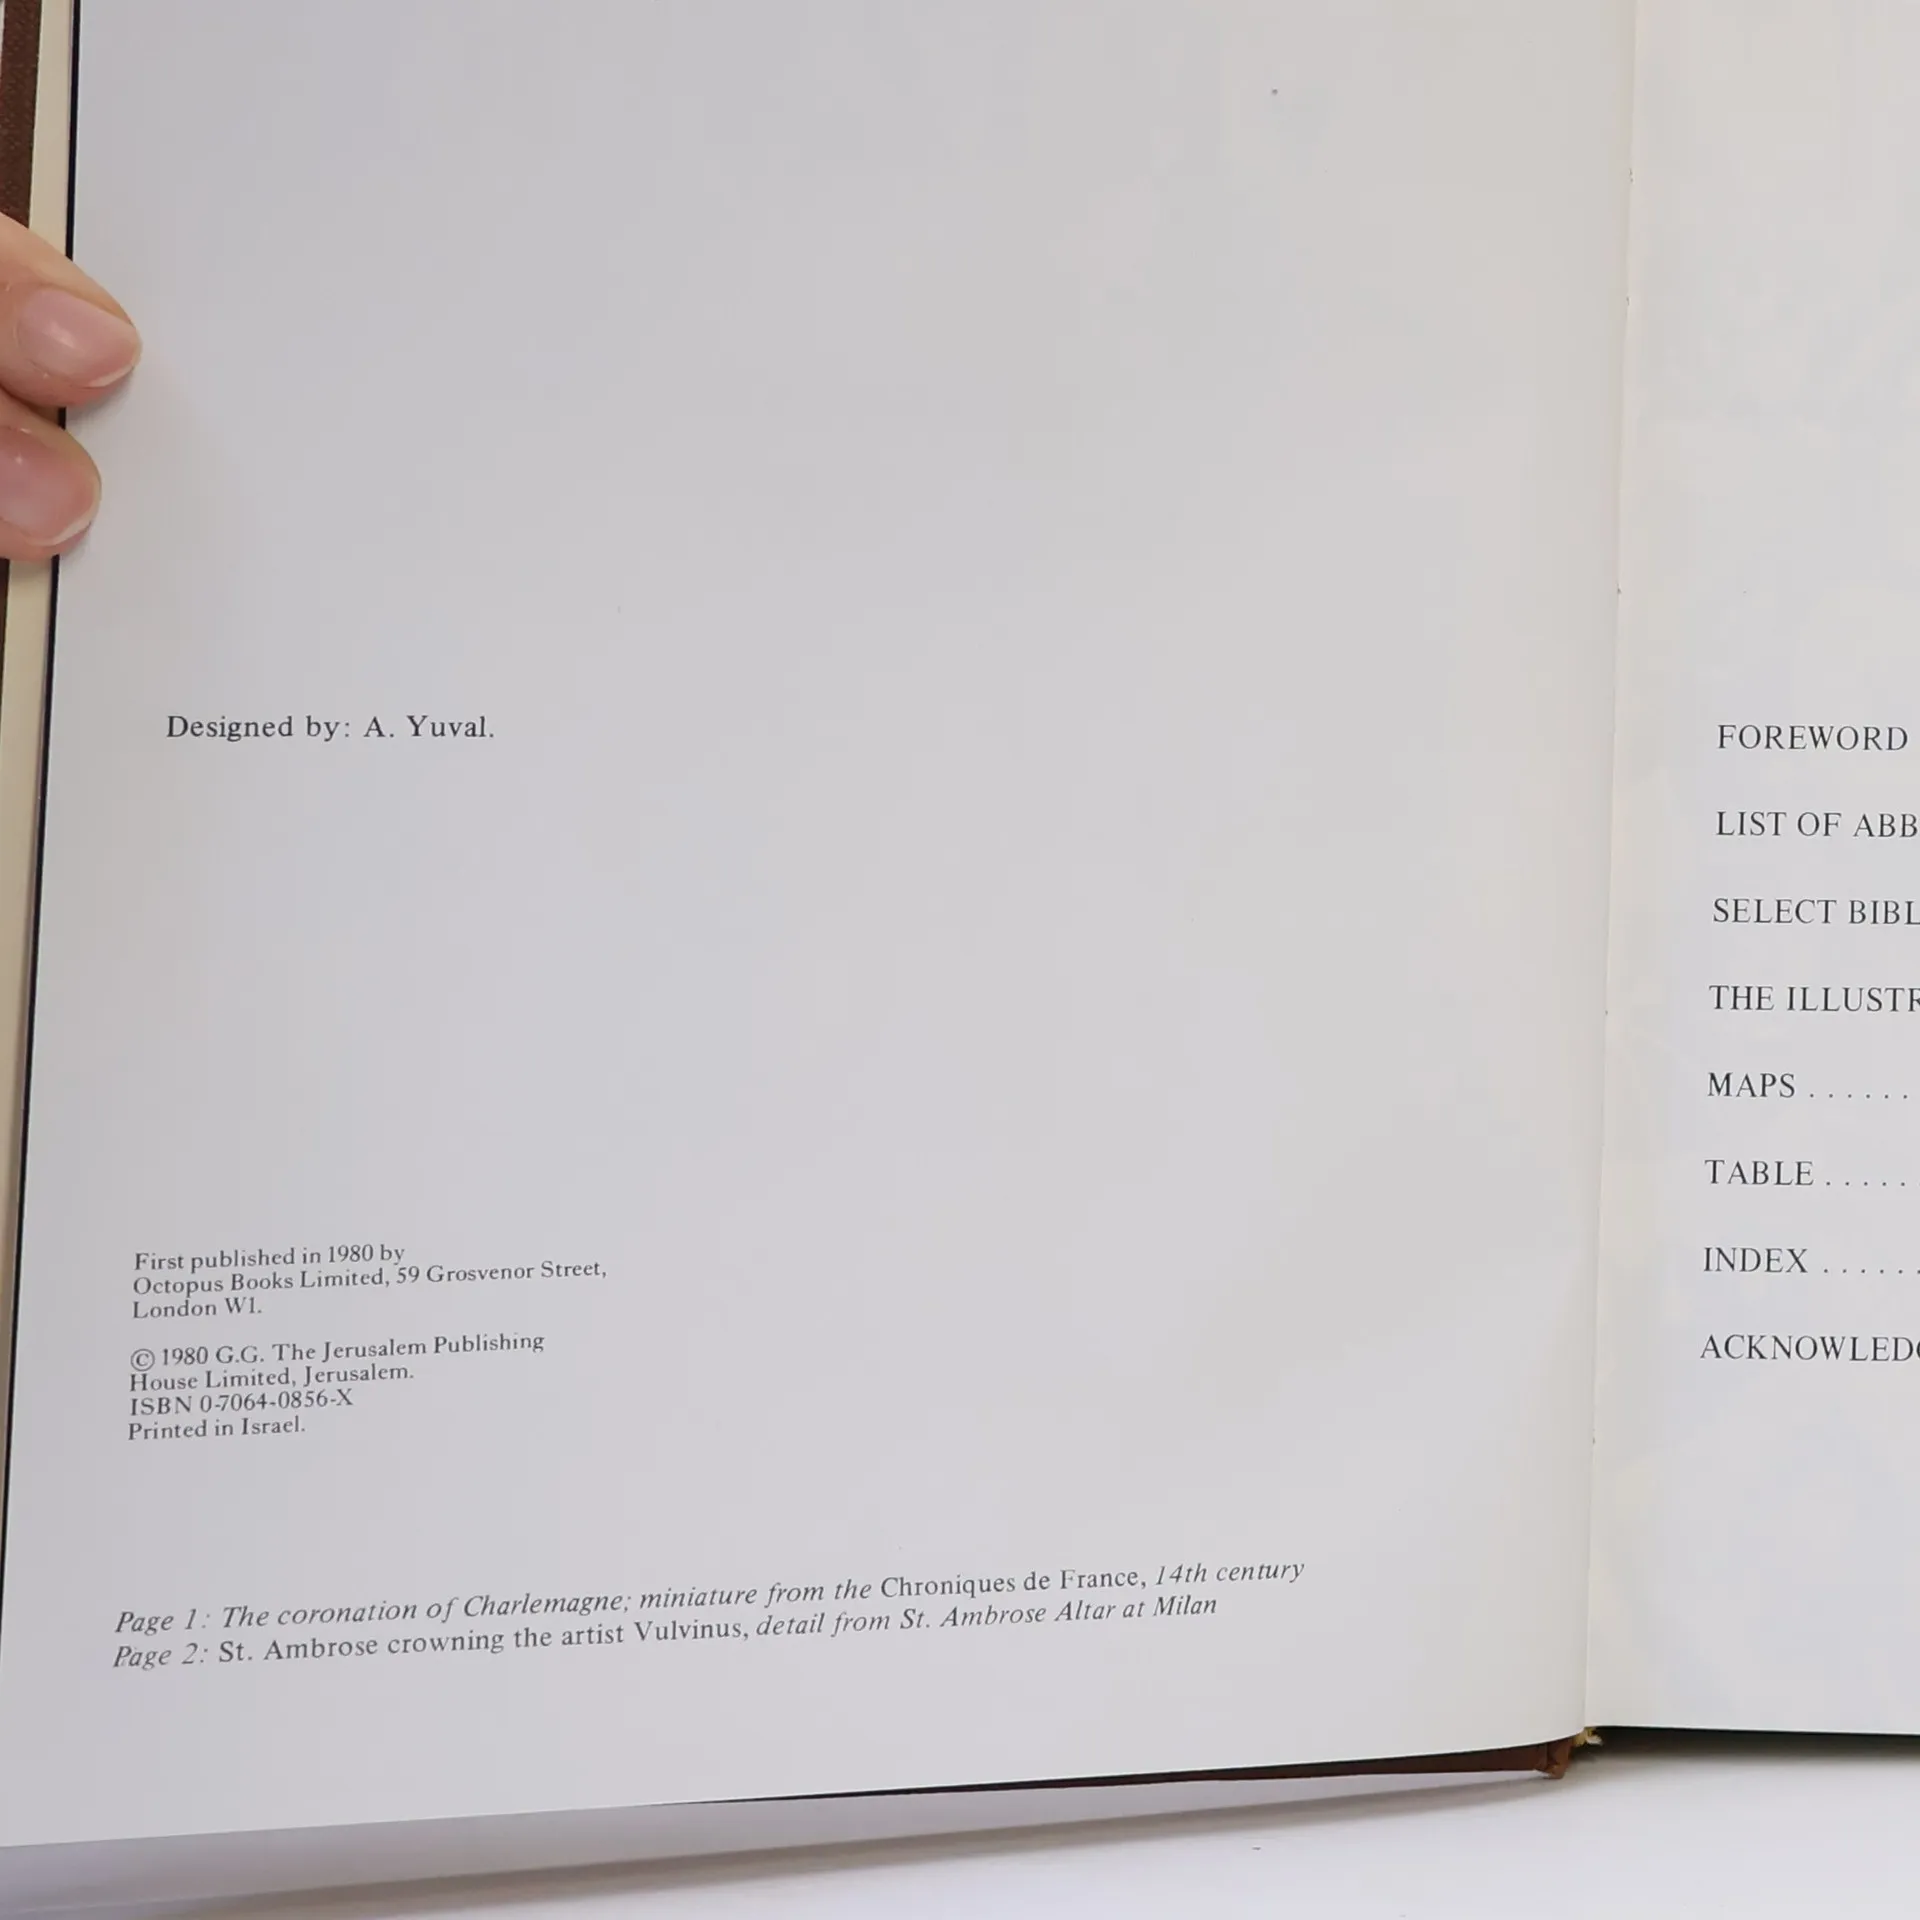 Designed by: A. Yuval.
First published in 1980 by
Octopus Books Limited, 59 Grosvenor Street,
London W1.
© 1980 G.G. The Jerusalem Publishing
House Limited, Jerusalem.
ISBN 0-7064-0856-X
Printed in Israel.
Page 1: The coronation of Charlemagne; miniature from the Chroniques de France, 14th century
Page 2: St. Ambrose crowning the artist Vulvinus, detail from St. Ambrose Altar at Milan
FOREWORD
LIST OF ABB
SELECT BIBL
THE ILLUSTR
MAPS . . . . . .
TABLE . . . . .
INDEX . . . . . .
ACKNOWLED